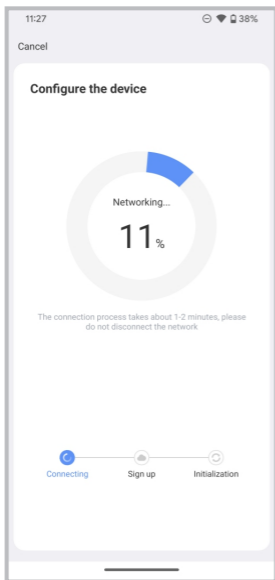 11:27
38%
Cancel
Configure the device
Networking...
11%
The connection process takes about 1-2 minutes, please
do not disconnect the network
Connecting Sign up Initialization